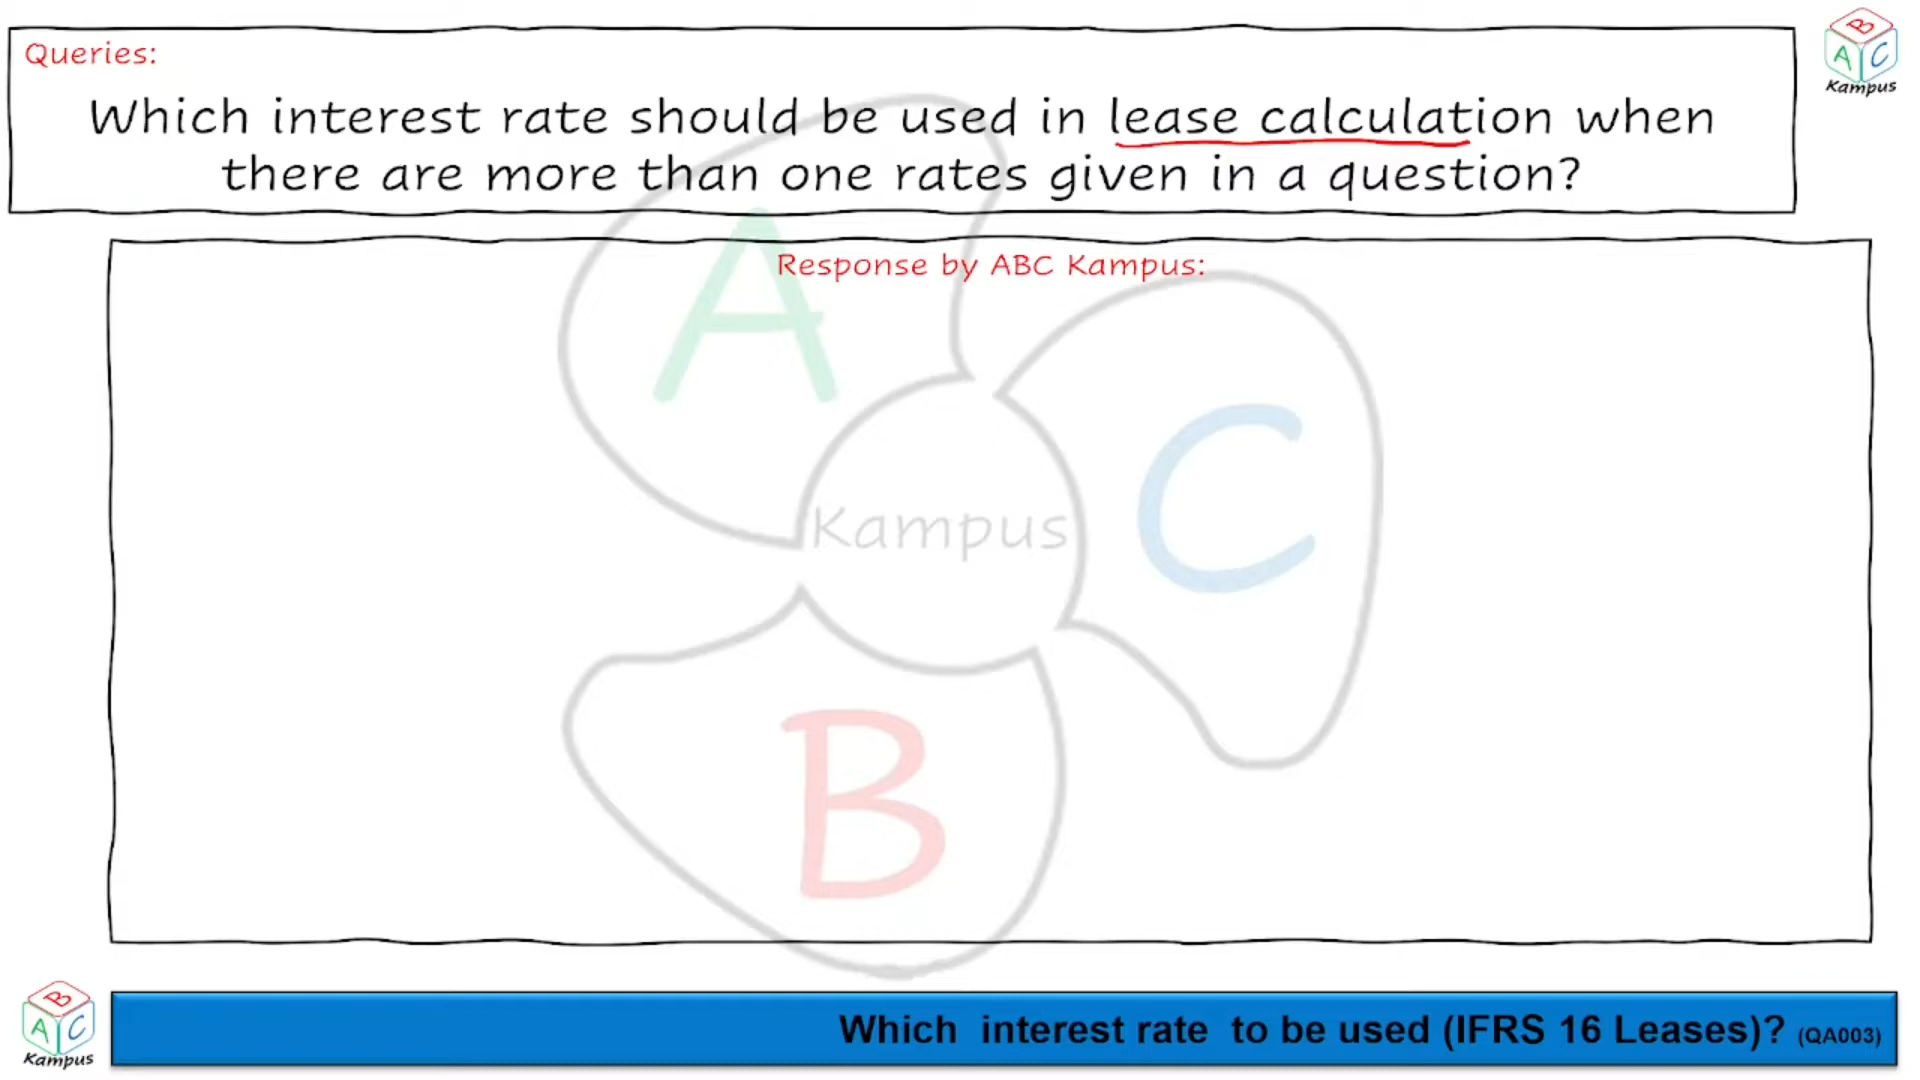 Queries:
Which interest rate should be used in lease calculation when
there are more than one rates given in a question?
B
A C
Kampus
Response by ABC Kampus:
A
C
Kampus
B
B
A C
Kampus
Which interest rate to be used (IFRS 16 Leases)? (QA003)